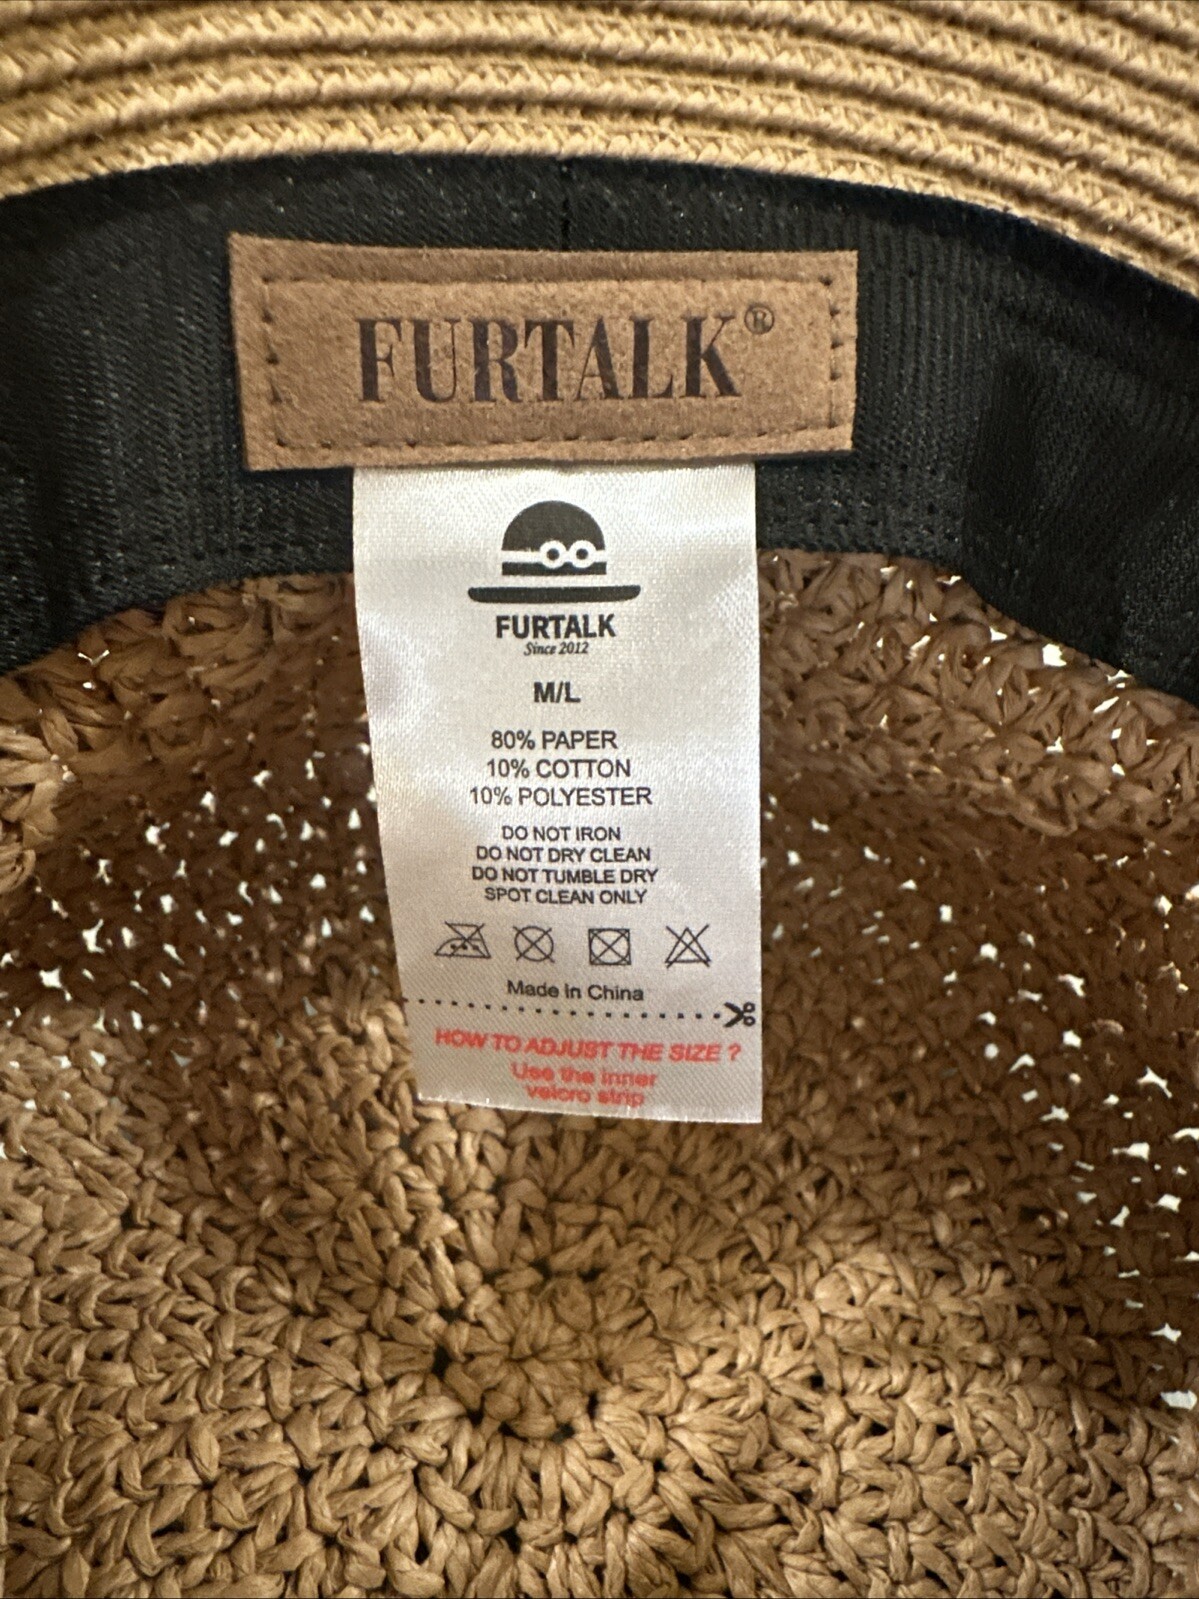 FURTALK®
FURTALK
Since 2012
M/L
80% PAPER
10% COTTON
10% POLYESTER
DO NOT IRON
DO NOT DRY CLEAN
DO NOT TUMBLE DRY
SPOT CLEAN ONLY
Made In China
HOW TO ADJUST THE SIZE ?
Use the inner
velcro strip